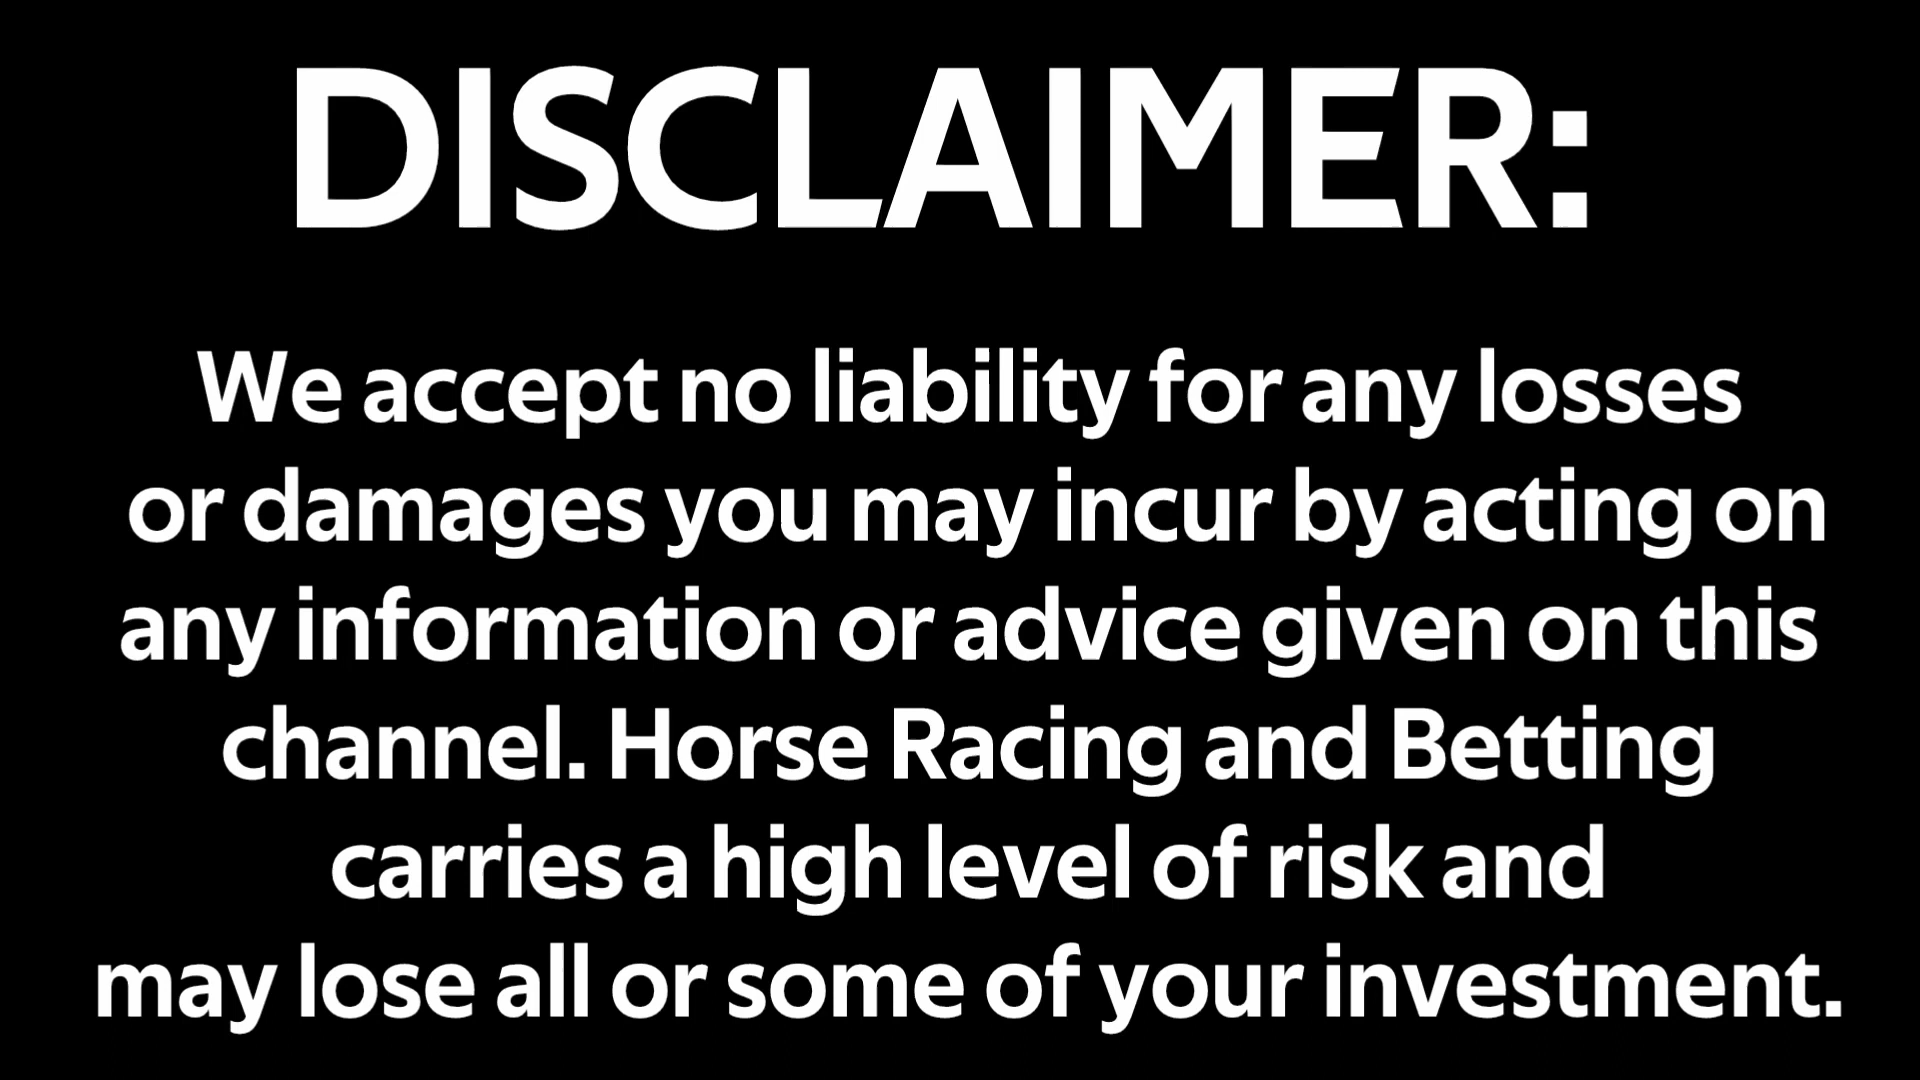 DISCLAIMER:
We accept no liability for any losses
or damages you may incur by acting on
any information or advice given on this
channel. Horse Racing and Betting
carries a high level of risk and
may lose all or some of your investment.